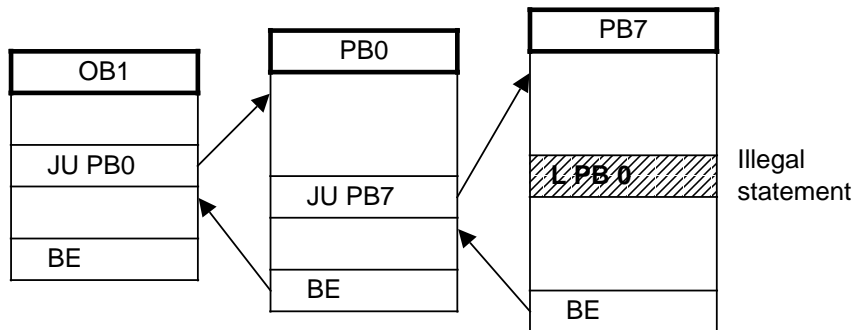 OB1
JU PB0
BE
PB0
JU PB7
BE
PB7
L PB 0
BE
Illegal
statement